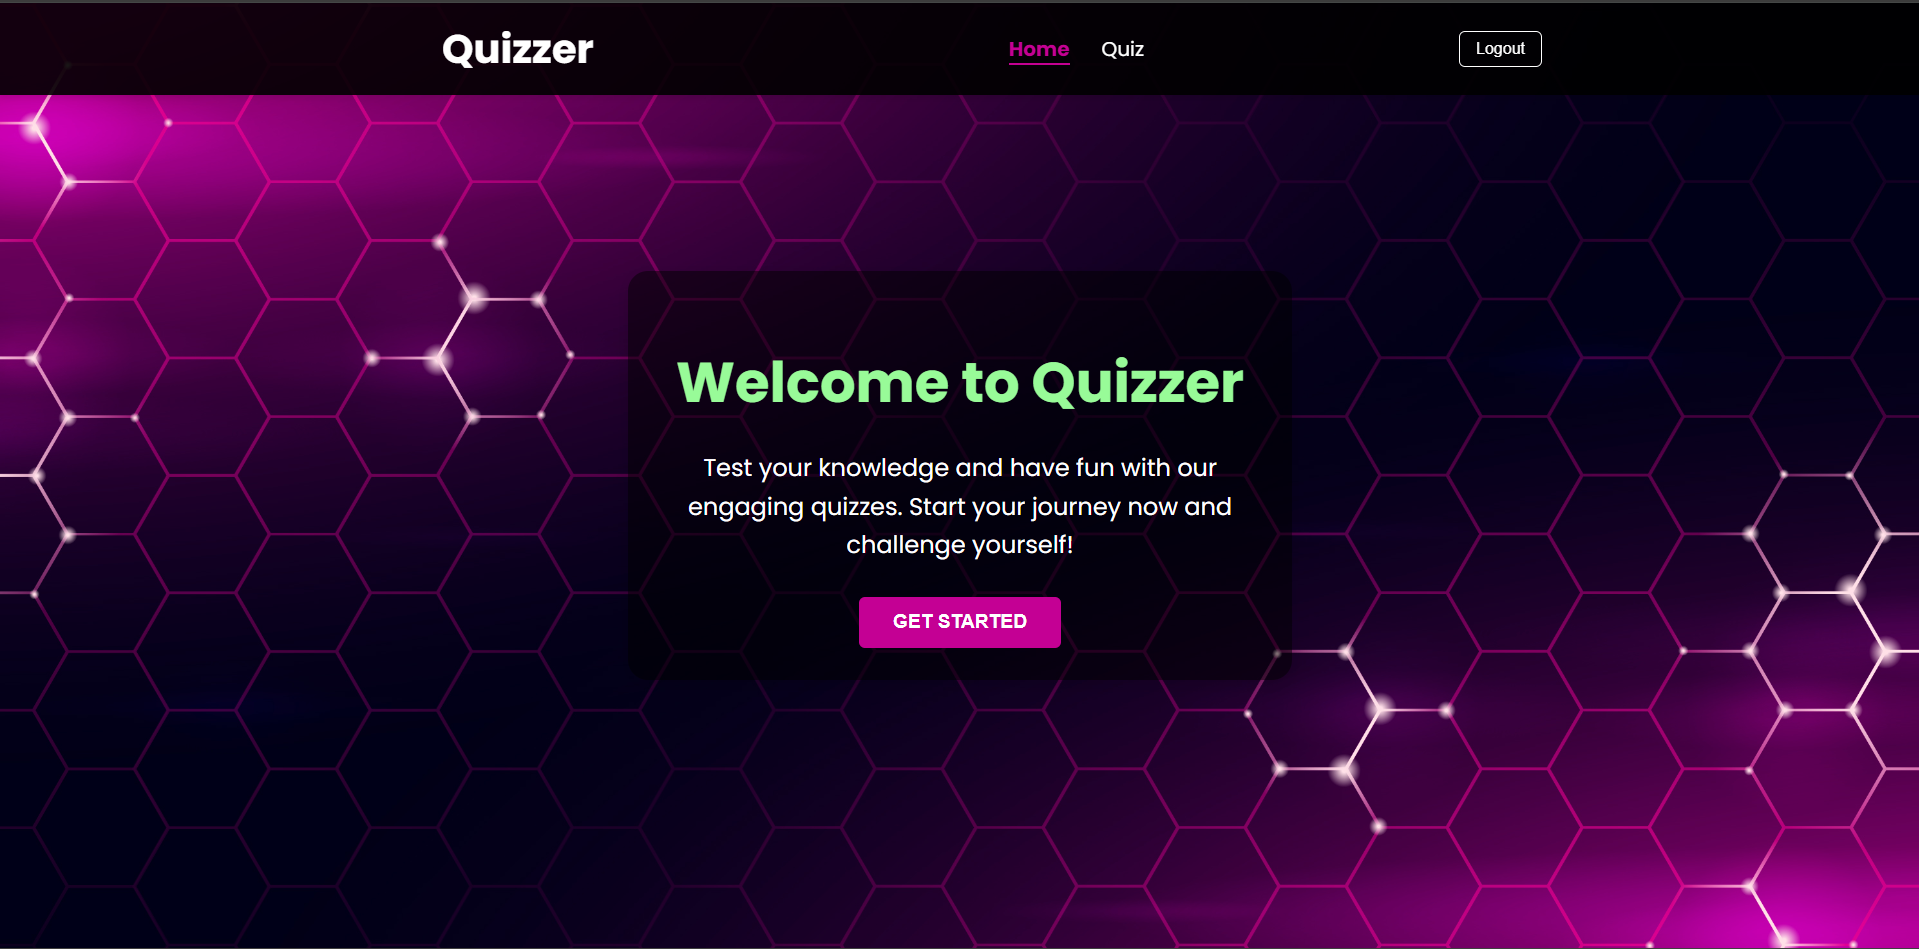 Quizzer
Home
Quiz
Logout
Welcome to Quizzer
Test your knowledge and have fun with our
engaging quizzes. Start your journey now and
challenge yourself!
GET STARTED